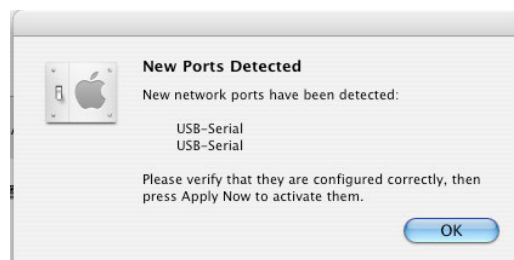 New Ports Detected
New network ports have been detected:
USB-Serial
USB-Serial
Please verify that they are configured correctly, then
press Apply Now to activate them.
OK